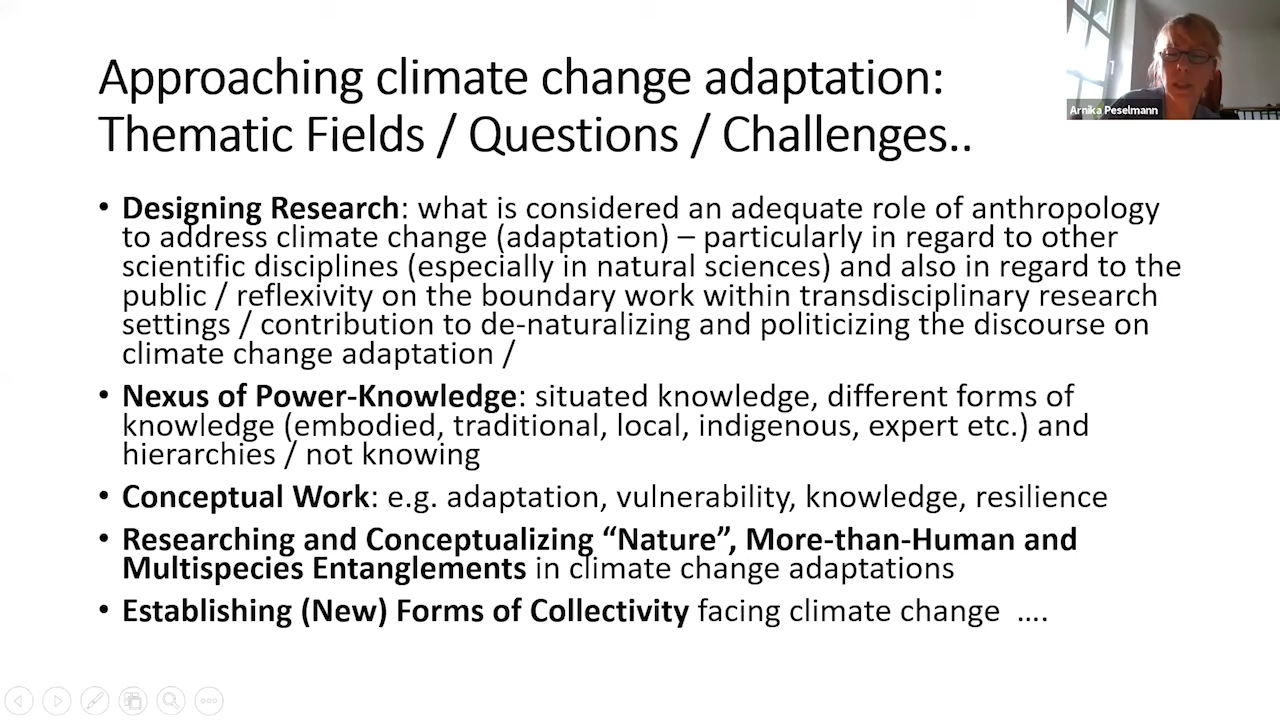 Approaching climate change adaptation:
Thematic Fields / Questions / Challenges..
Arnika Peselmann
• Designing Research: what is considered an adequate role of anthropology
to address climate change (adaptation) – particularly in regard to other
scientific disciplines (especially in natural sciences) and also in regard to the
public / reflexivity on the boundary work within transdisciplinary research
settings / contribution to de-naturalizing and politicizing the discourse on
climate change adaptation /
• Nexus of Power-Knowledge: situated knowledge, different forms of
knowledge (embodied, traditional, local, indigenous, expert etc.) and
hierarchies / not knowing
• Conceptual Work: e.g. adaptation, vulnerability, knowledge, resilience
• Researching and Conceptualizing “Nature”, More-than-Human and
Multispecies Entanglements in climate change adaptations
• Establishing (New) Forms of Collectivity facing climate change ....